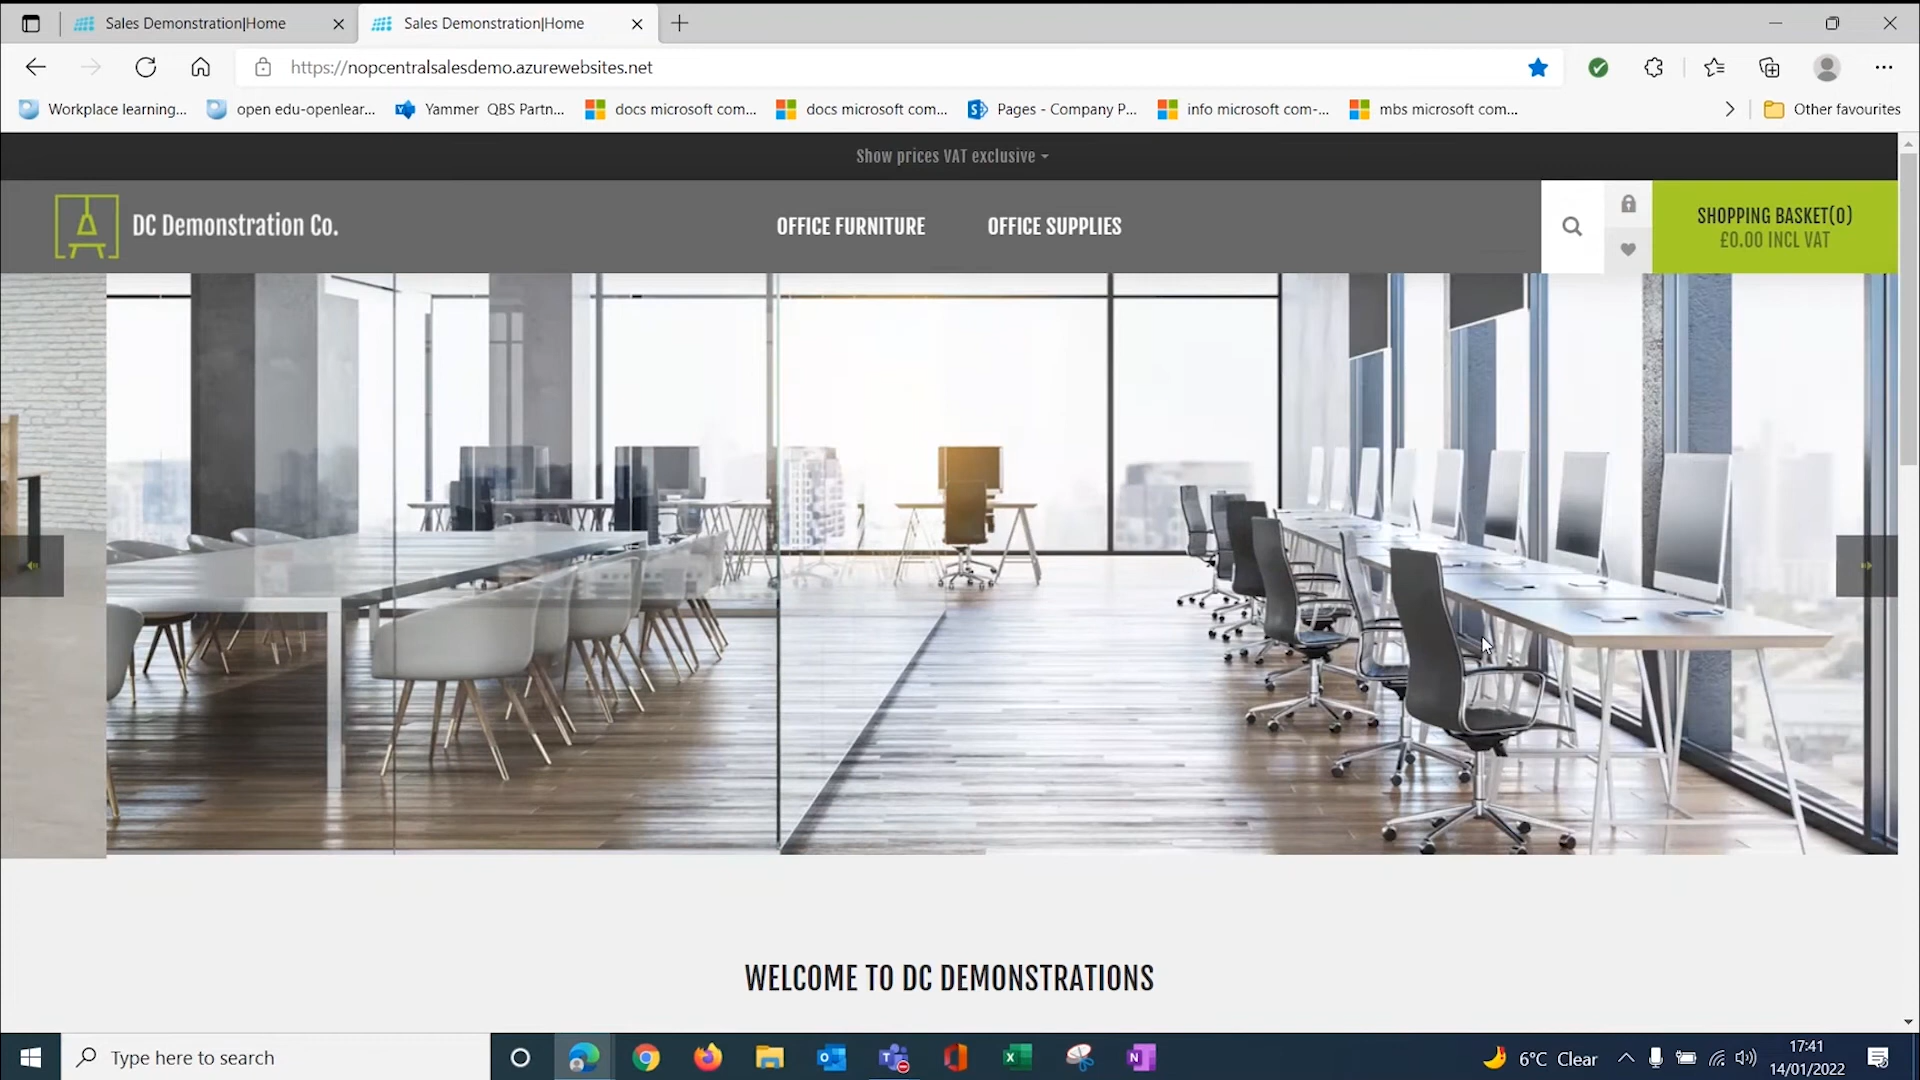 Sales Demonstration|Home
Sales Demonstration|Home
https://nopcentralsalesdemo.azurewebsites.net
Workplace learning...
open edu-openlear...
Yammer QBS Partn...
docs microsoft com...
docs microsoft com...
Pages - Company P...
info microsoft com-...
mbs microsoft com...
Other favourites
Show prices VAT exclusive
DC Demonstration Co.
OFFICE FURNITURE
OFFICE SUPPLIES
SHOPPING BASKET(0)
£0.00 INCL VAT
WELCOME TO DC DEMONSTRATIONS
Type here to search
6°C Clear
17:41
14/01/2022